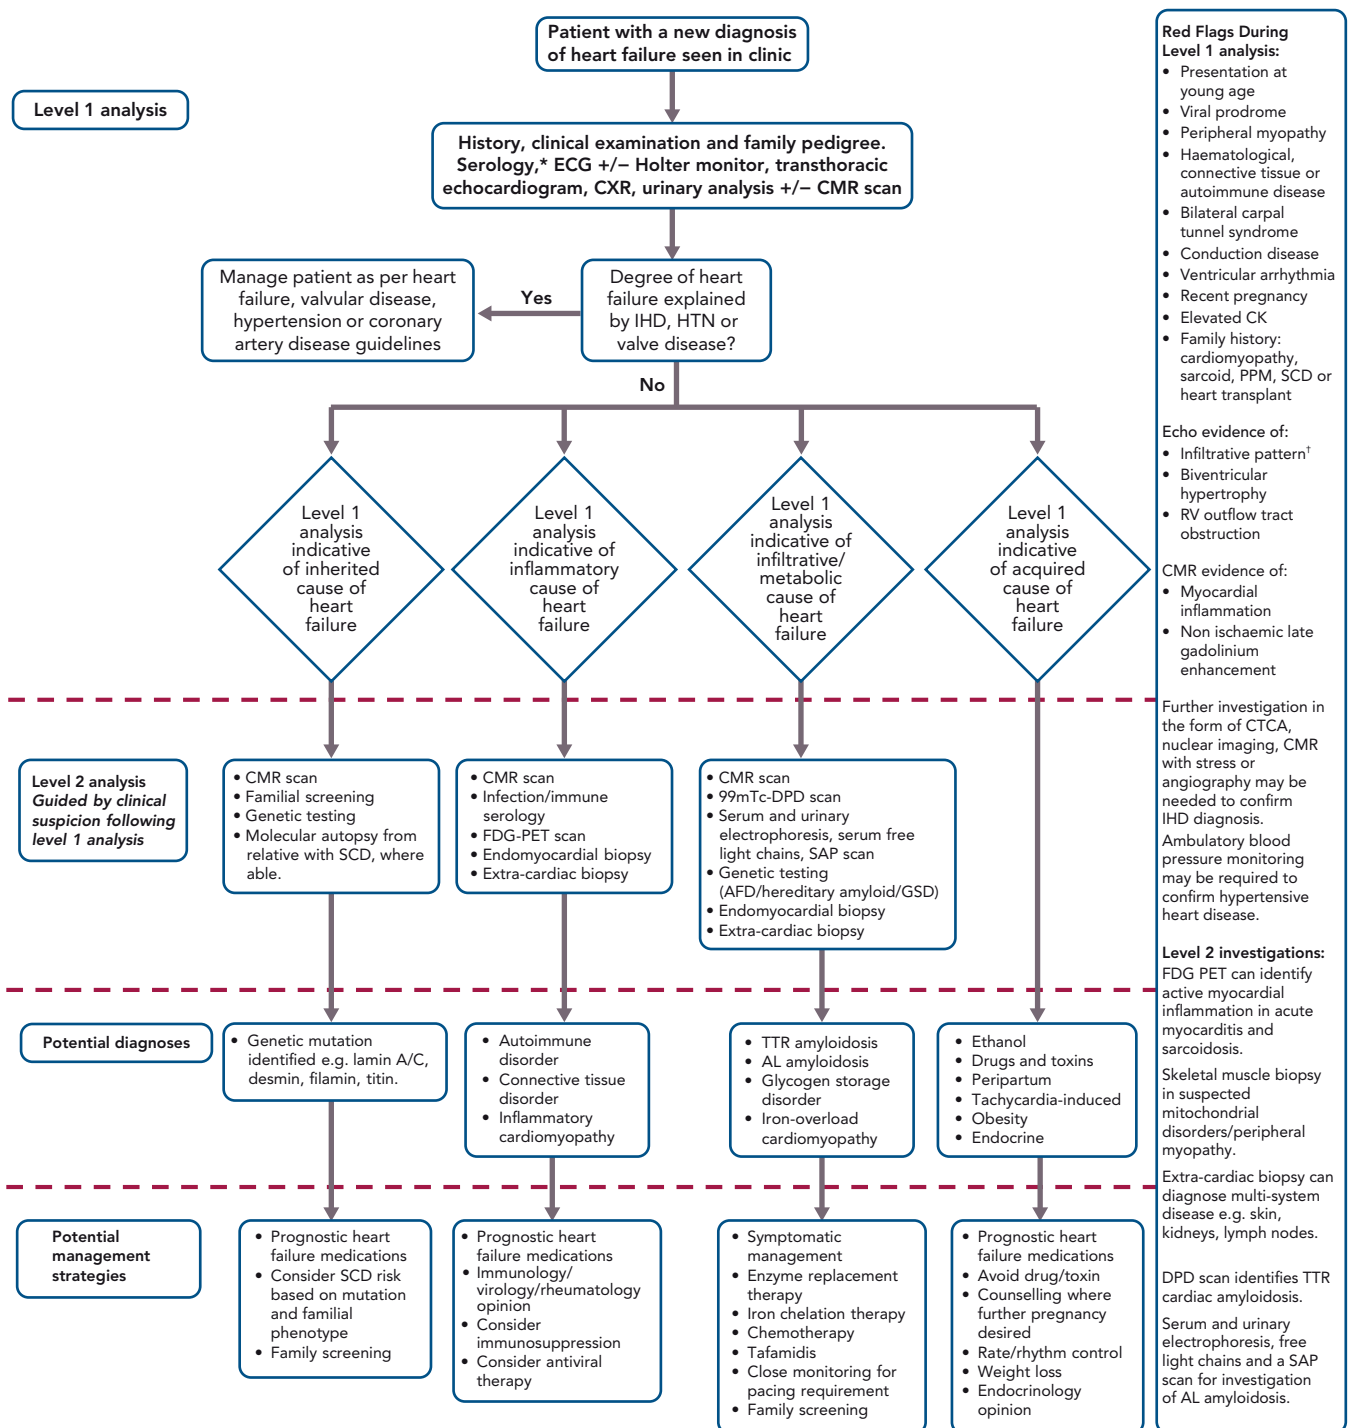 Patient with a new diagnosis
of heart failure seen in clinic
Level 1 analysis
History, clinical examination and family pedigree.
Serology,* ECG +/− Holter monitor, transthoracic
echocardiogram, CXR, urinary analysis +/− CMR scan
Manage patient as per heart
failure, valvular disease,
hypertension or coronary
artery disease guidelines
Yes
Degree of heart
failure explained
by IHD, HTN or
valve disease?
No
Level 1
analysis
indicative
of inherited
cause of
heart
failure
Level 1
analysis
indicative of
inflammatory
cause of
heart
failure
Level 1
analysis
indicative of
infiltrative/
metabolic
cause of
heart
failure
Level 1
analysis
indicative
of acquired
cause of
heart
failure
Level 2 analysis
Guided by clinical
suspicion following
level 1 analysis
• CMR scan
• Familial screening
• Genetic testing
• Molecular autopsy from
relative with SCD, where
able.
• CMR scan
• Infection/immune
serology
• FDG-PET scan
• Endomyocardial biopsy
• Extra-cardiac biopsy
• CMR scan
• 99mTc-DPD scan
• Serum and urinary
electrophoresis, serum free
light chains, SAP scan
• Genetic testing
(AFD/hereditary amyloid/GSD)
• Endomyocardial biopsy
• Extra-cardiac biopsy
Potential diagnoses
• Genetic mutation
identified e.g. lamin A/C,
desmin, filamin, titin.
• Autoimmune
disorder
• Connective tissue
disorder
• Inflammatory
cardiomyopathy
• TTR amyloidosis
• AL amyloidosis
• Glycogen storage
disorder
• Iron-overload
cardiomyopathy
• Ethanol
• Drugs and toxins
• Peripartum
• Tachycardia-induced
• Obesity
• Endocrine
Potential
management
strategies
• Prognostic heart
failure medications
• Consider SCD risk
based on mutation
and familial
phenotype
• Family screening
• Prognostic heart
failure medications
• Immunology/
virology/rheumatology
opinion
• Consider
immunosuppression
• Consider antiviral
therapy
• Symptomatic
management
• Enzyme replacement
therapy
• Iron chelation therapy
• Chemotherapy
• Tafamidis
• Close monitoring for
pacing requirement
• Family screening
• Prognostic heart
failure medications
• Avoid drug/toxin
• Counselling where
further pregnancy
desired
• Rate/rhythm control
• Weight loss
• Endocrinology
opinion
Red Flags During
Level 1 analysis:
• Presentation at
young age
• Viral prodrome
• Peripheral myopathy
• Haematological,
connective tissue or
autoimmune disease
• Bilateral carpal
tunnel syndrome
• Conduction disease
• Ventricular arrhythmia
• Recent pregnancy
• Elevated CK
• Family history:
cardiomyopathy,
sarcoid, PPM, SCD or
heart transplant
Echo evidence of:
• Infiltrative pattern†
• Biventricular
hypertrophy
• RV outflow tract
obstruction
CMR evidence of:
• Myocardial
inflammation
• Non ischaemic late
gadolinium
enhancement
Further investigation in
the form of CTCA,
nuclear imaging, CMR
with stress or
angiography may be
needed to confirm
IHD diagnosis.
Ambulatory blood
pressure monitoring
may be required to
confirm hypertensive
heart disease.
Level 2 investigations:
FDG PET can identify
active myocardial
inflammation in acute
myocarditis and
sarcoidosis.
Skeletal muscle biopsy
in suspected
mitochondrial
disorders/peripheral
myopathy.
Extra-cardiac biopsy can
diagnose multi-system
disease e.g. skin,
kidneys, lymph nodes.
DPD scan identifies TTR
cardiac amyloidosis.
Serum and urinary
electrophoresis, free
light chains and a SAP
scan for investigation
of AL amyloidosis.